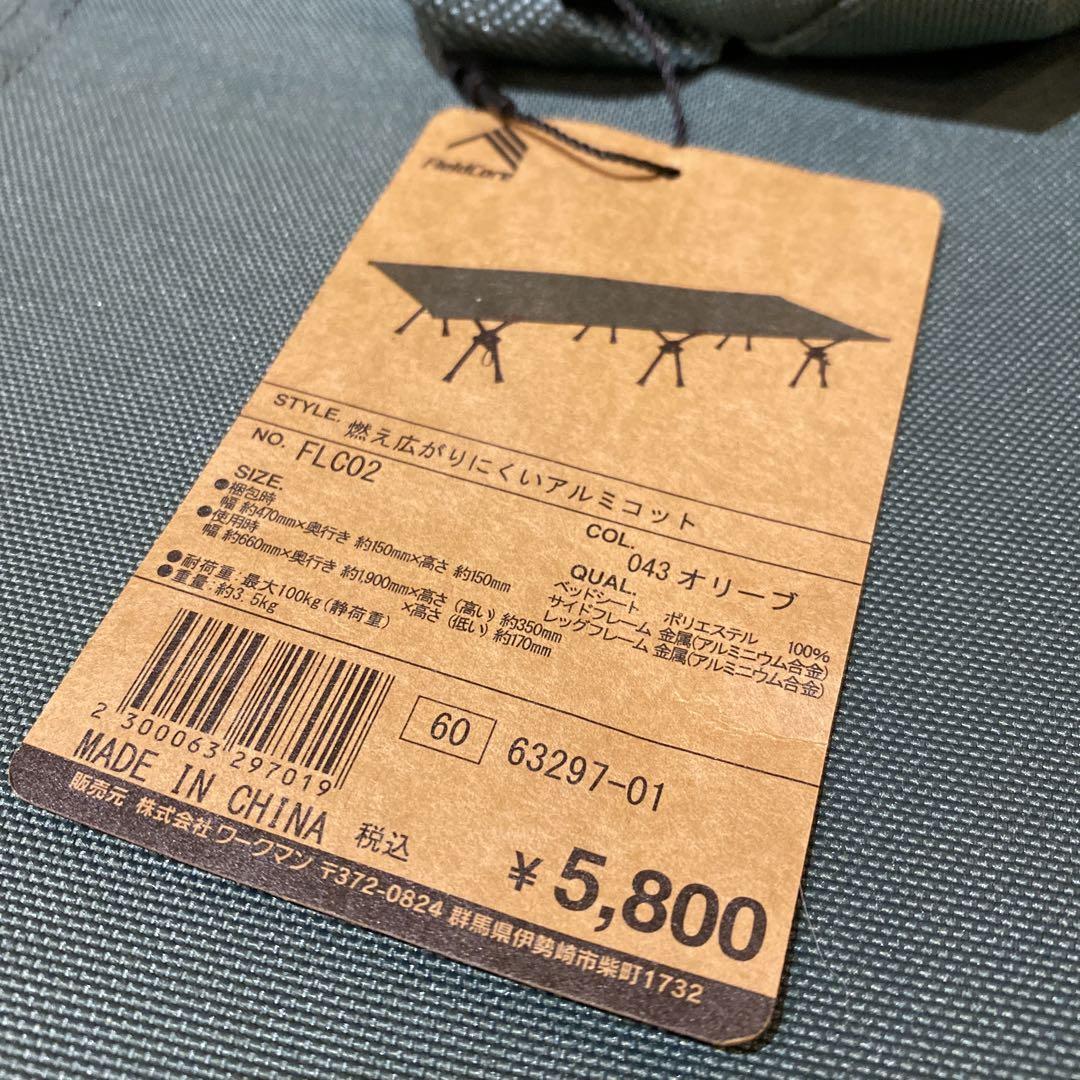 FieldCore
STYLE. 燃え広がりにくいアルミコット
NO. FLC02
SIZE.
●梱包時
幅 約470mm×奥行き 約150mm×高さ 約150mm
●使用時
幅 約660mm×奥行き 約1,900mm×高さ (高い) 約350mm
×高さ (低い) 約170mm
●耐荷重:最大100kg(静荷重)
●重量:約3.5kg
COL. 043 オリーブ
QUAL.
ベッドシート ポリエステル 100%
サイドフレーム 金属(アルミニウム合金)
レッグフレーム 金属(アルミニウム合金)
2 300063 297019
60 63297-01
MADE IN CHINA
税込 ¥5,800
販売元 株式会社 ワークマン 〒372-0824 群馬県伊勢崎市柴町1732